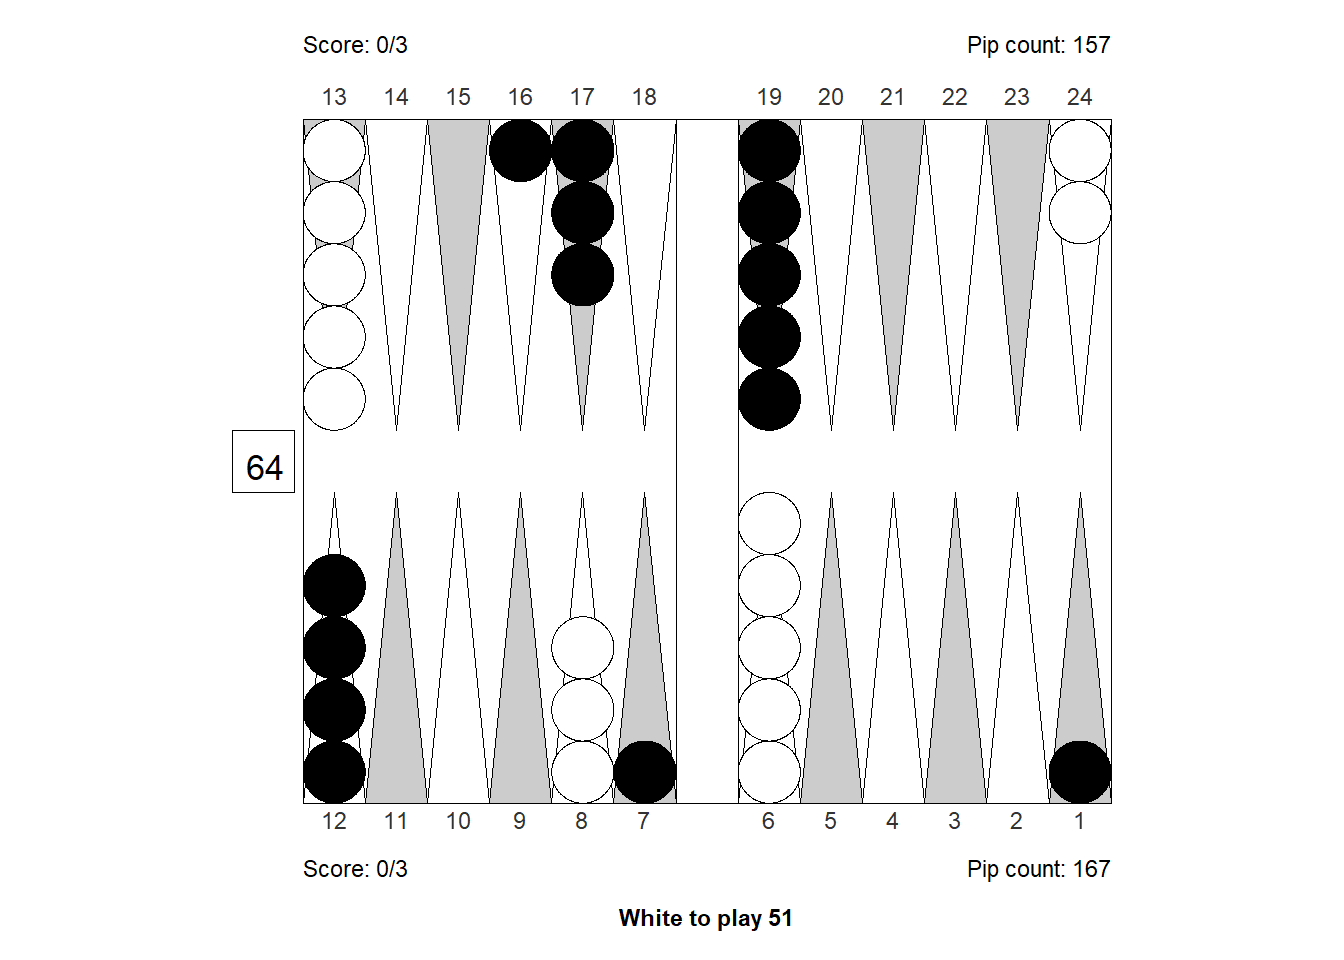 Score: 0/3 Pip count: 157
13 14 15 16 17 18 19 20 21 22 23 24
64
12 11 10 9 8 7 6 5 4 3 2 1
Score: 0/3 Pip count: 167
White to play 51